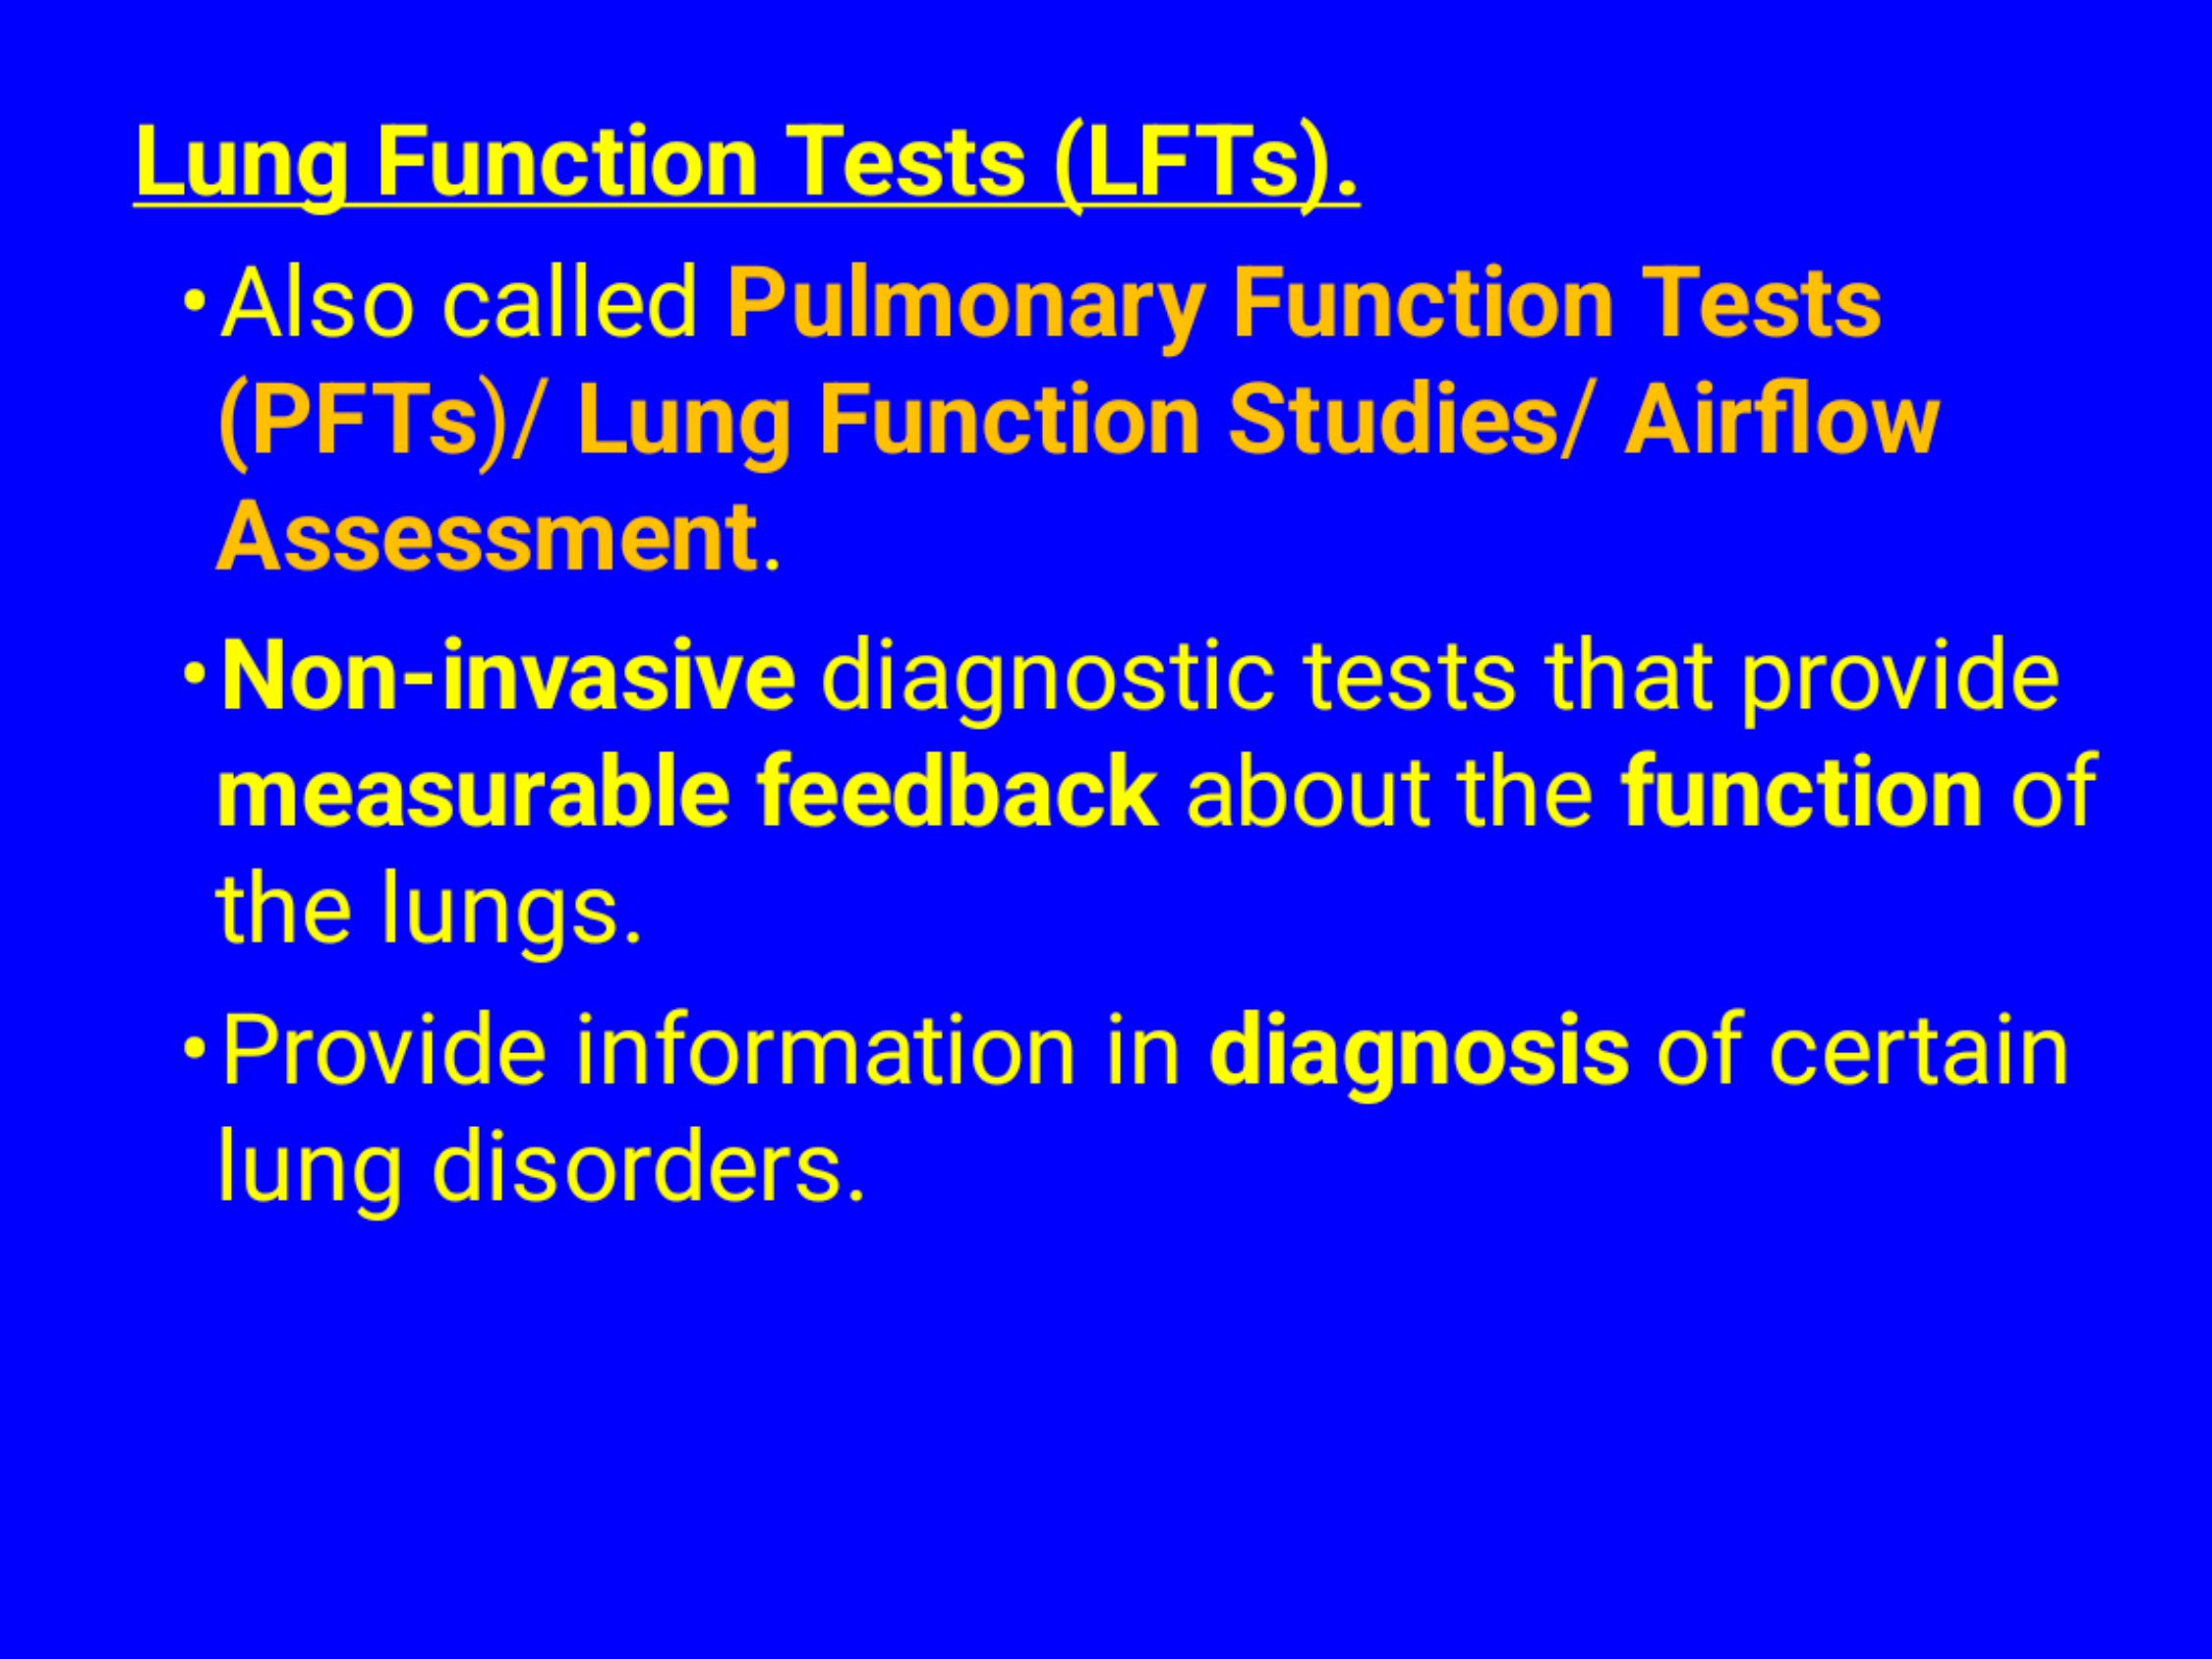 Lung Function Tests (LFTs).
•Also called Pulmonary Function Tests
(PFTs)/ Lung Function Studies/ Airflow
Assessment.
•Non-invasive diagnostic tests that provide
measurable feedback about the function of
the lungs.
•Provide information in diagnosis of certain
lung disorders.